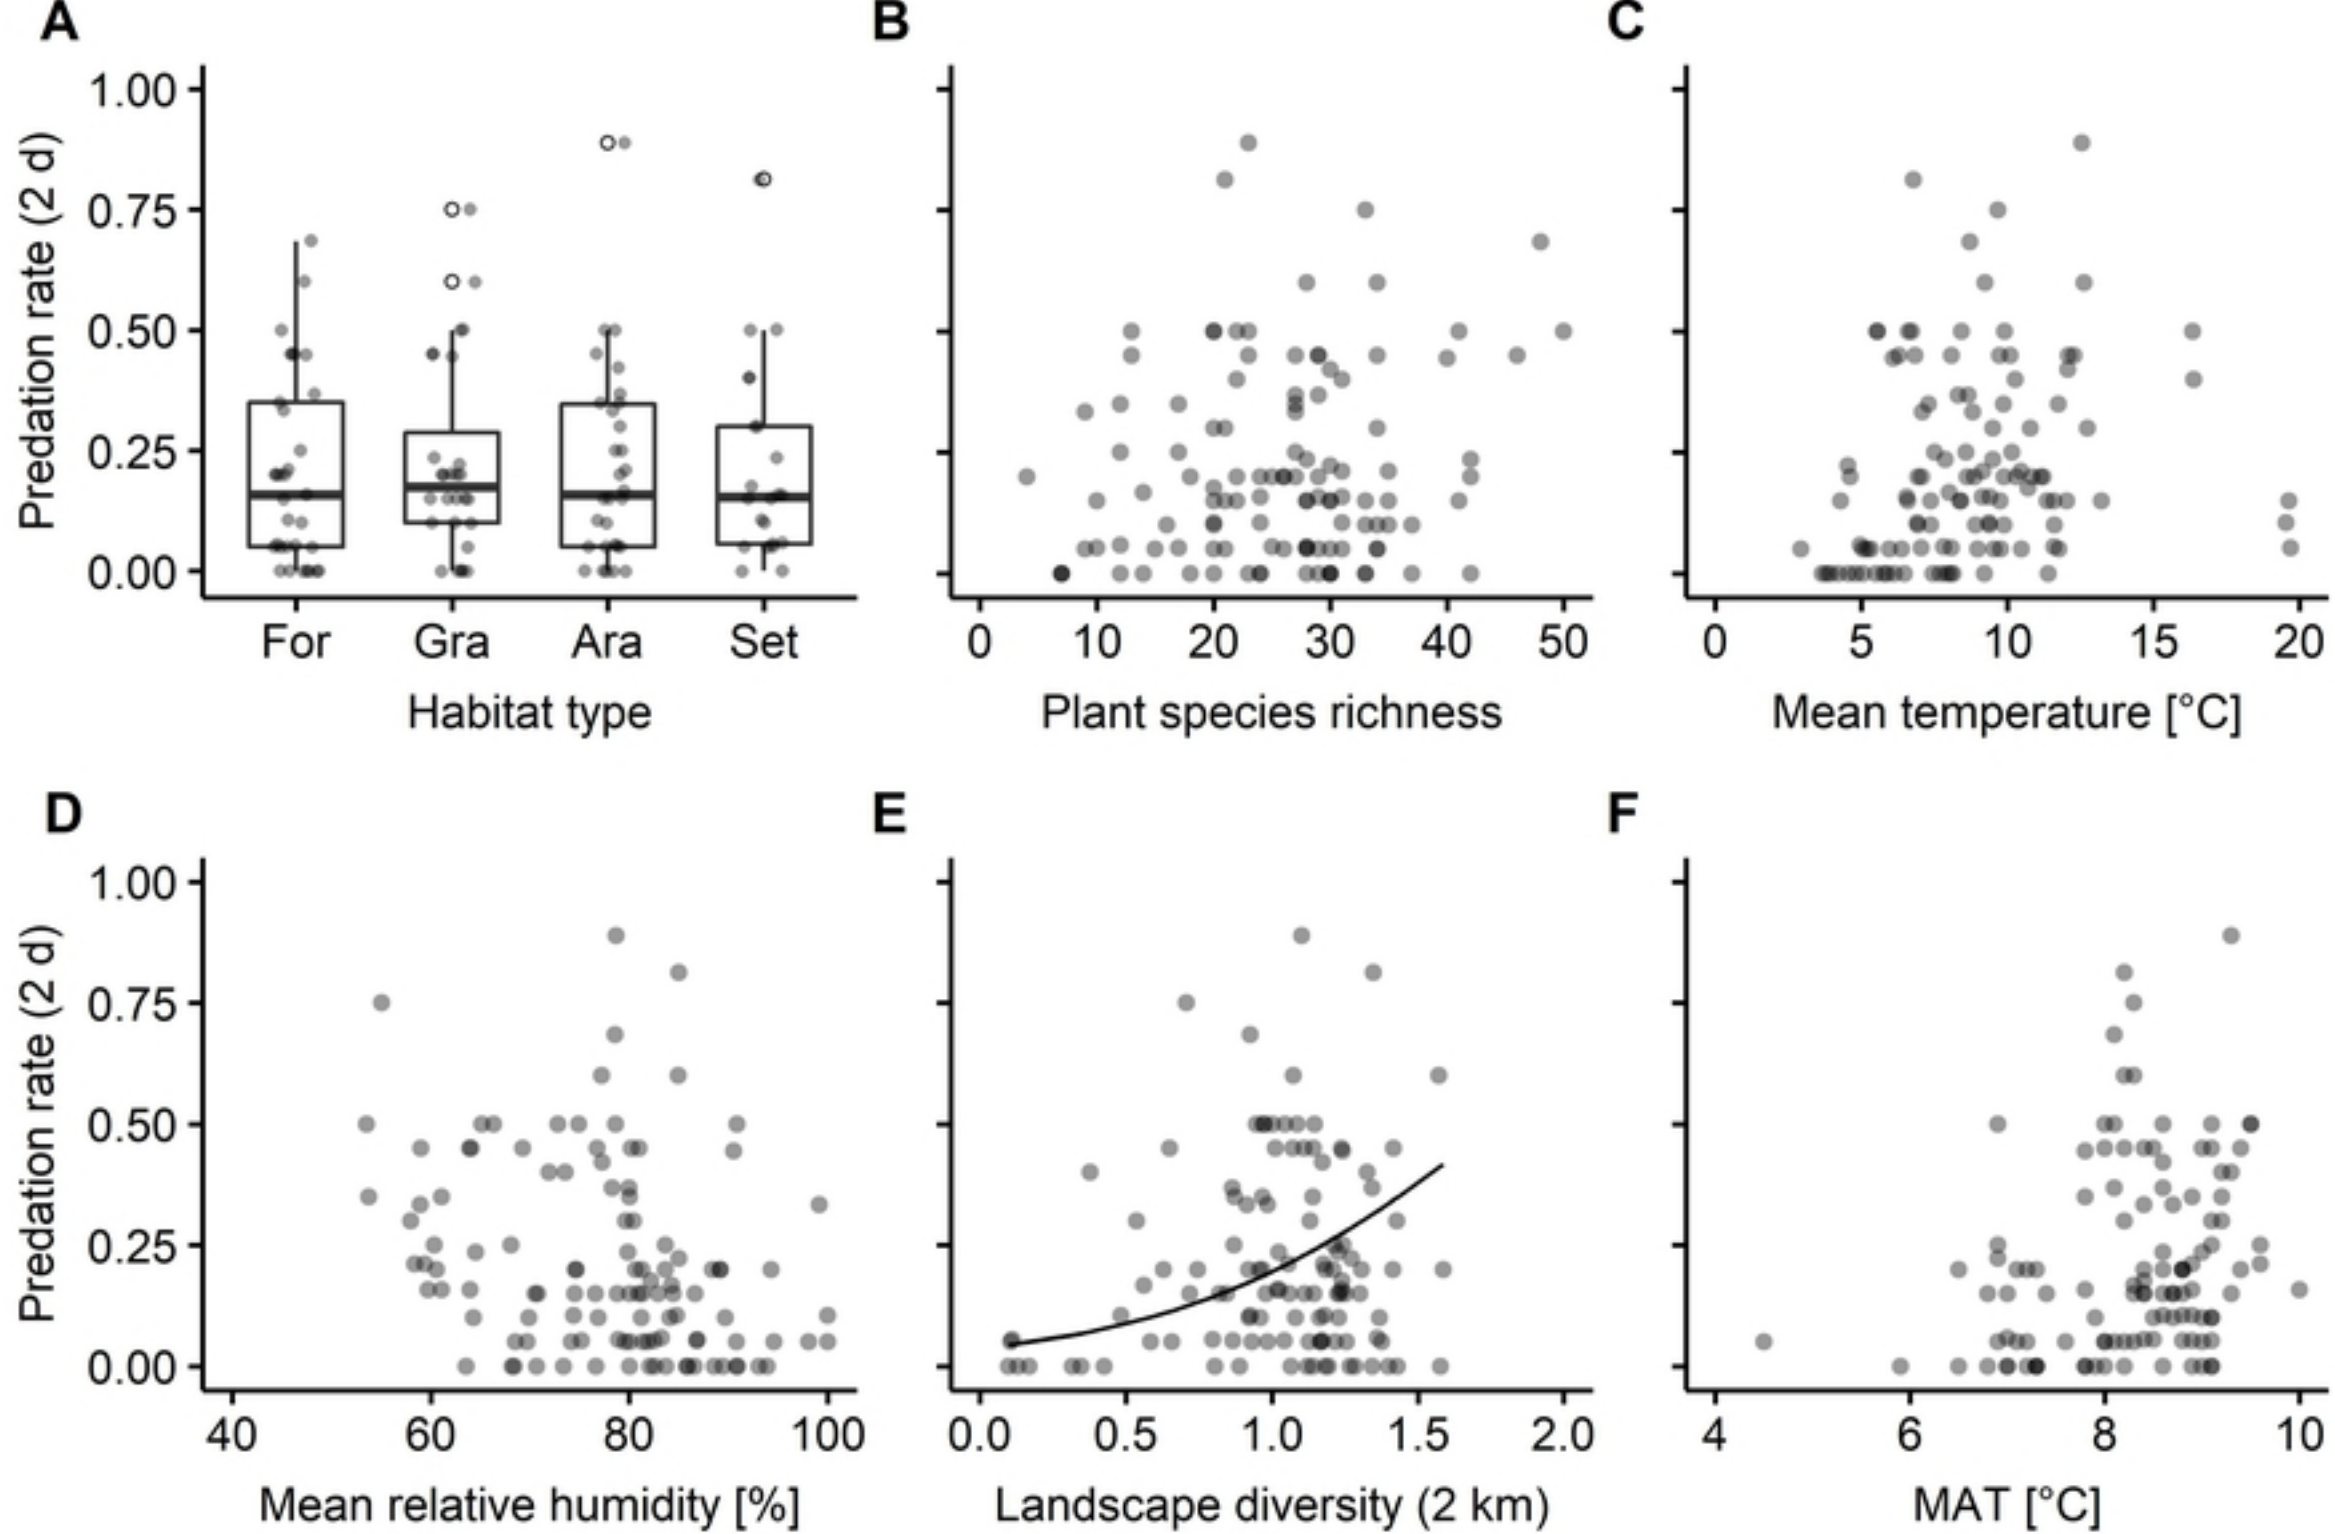 A B C
Predation rate (2 d)
1.00
0.75
0.50
0.25
0.00
For Gra Ara Set
Habitat type
0 10 20 30 40 50
Plant species richness
0 5 10 15 20
Mean temperature [°C]
D E F
Predation rate (2 d)
1.00
0.75
0.50
0.25
0.00
40 60 80 100
Mean relative humidity [%]
0.0 0.5 1.0 1.5 2.0
Landscape diversity (2 km)
4 6 8 10
MAT [°C]